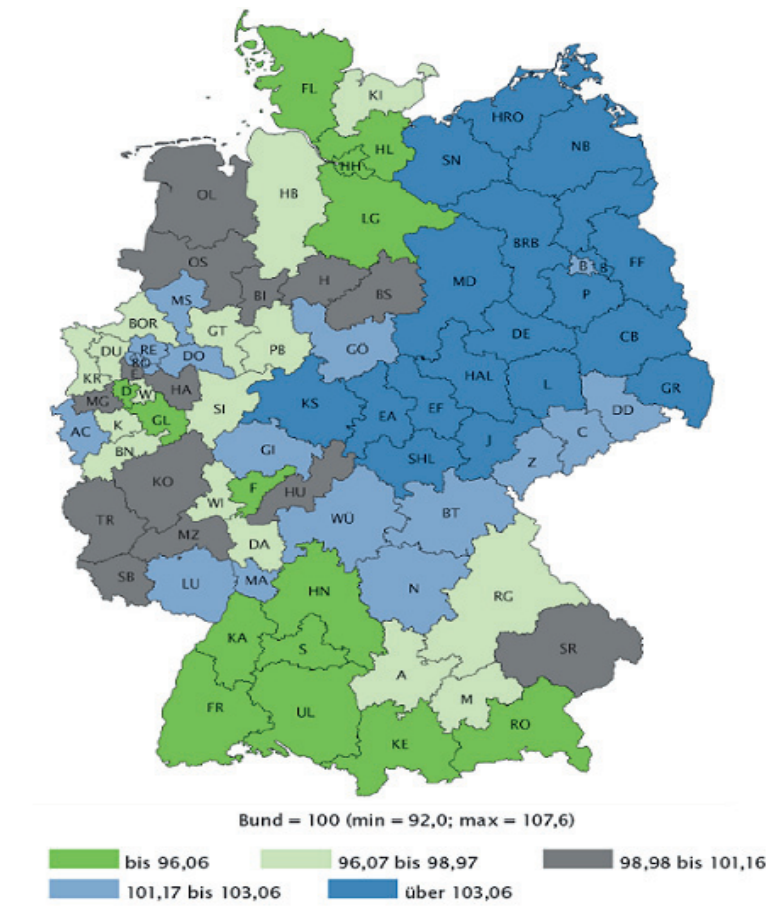 FL
KI
HRO
HL
HH
SN
NB
OL
HB
LG
BRB
OS
H
BI
BS
MD
B
B
FF
P
MS
BOR
GT
PB
GÖ
DE
CB
DU
RE
DO
KR
E
HA
MG
D
W
SI
KS
HAL
L
GR
EA
EF
DD
AC
K
GL
GI
J
C
BN
SHL
Z
KO
F
HU
WI
WÜ
BT
TR
MZ
DA
SB
LU
MA
N
HN
RG
KA
S
SR
A
M
FR
UL
KE
RO
Bund = 100 (min = 92,0; max = 107,6)
bis 96,06 96,07 bis 98,97 98,98 bis 101,16
101,17 bis 103,06 über 103,06